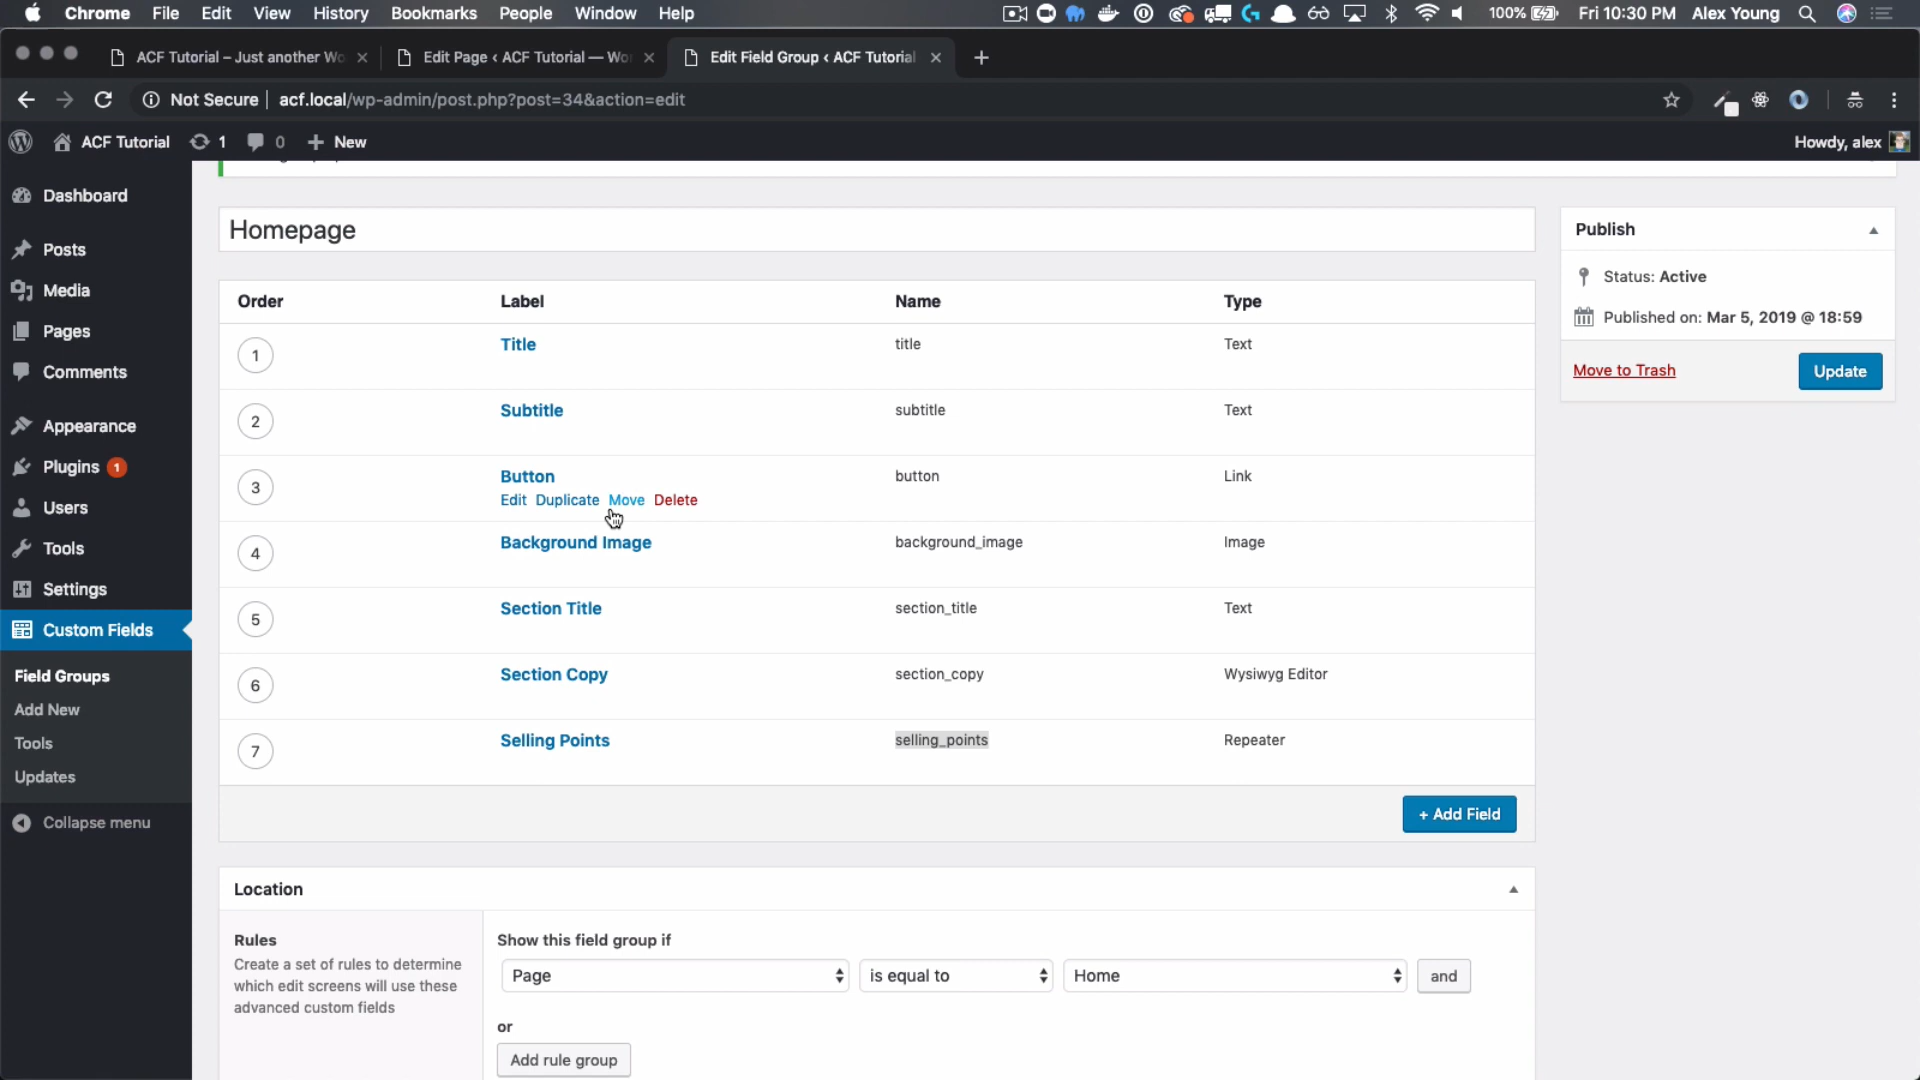 Chrome File Edit View History Bookmarks People Window Help 100% Fri 10:30 PM Alex Young
ACF Tutorial – Just another Wo
Edit Page ‹ ACF Tutorial — Wor
Edit Field Group ‹ ACF Tutorial
Not Secure acf.local/wp-admin/post.php?post=34&action=edit
ACF Tutorial 1 0 New Howdy, alex
Dashboard
Posts
Media
Pages
Comments
Appearance
Plugins 1
Users
Tools
Settings
Custom Fields
Field Groups
Add New
Tools
Updates
Collapse menu
Homepage
Order Label Name Type
1 Title title Text
2 Subtitle subtitle Text
3 Button button Link
Edit Duplicate Move Delete
4 Background Image background_image Image
5 Section Title section_title Text
6 Section Copy section_copy Wysiwyg Editor
7 Selling Points selling_points Repeater
+ Add Field
Location
Rules
Create a set of rules to determine
which edit screens will use these
advanced custom fields
Show this field group if
Page is equal to Home and
or
Add rule group
Publish
Status: Active
Published on: Mar 5, 2019 @ 18:59
Move to Trash Update